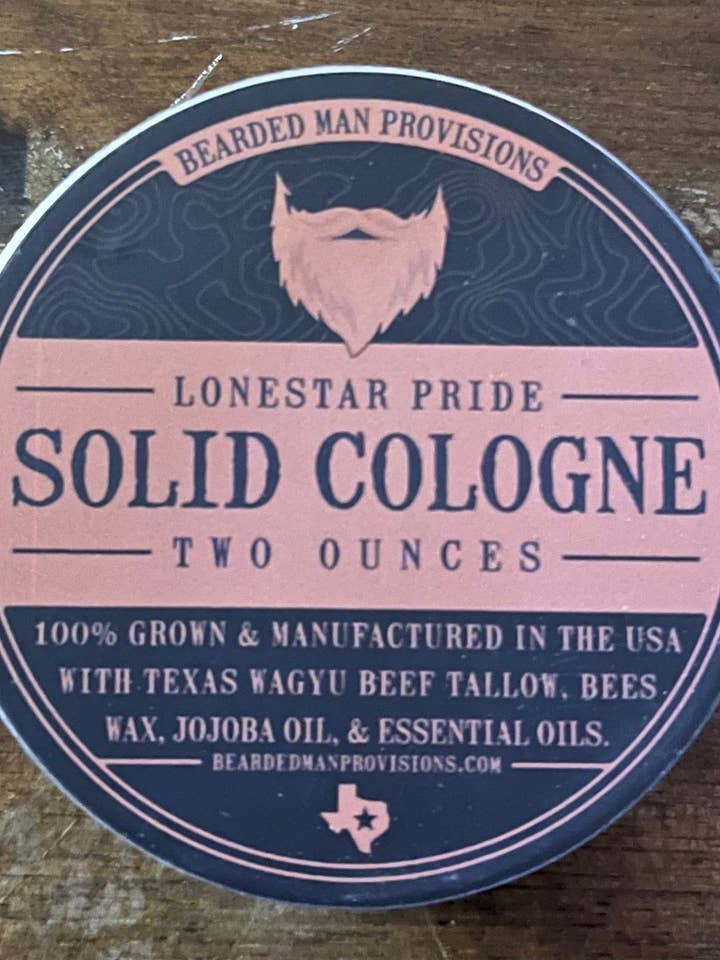 BEARDED MAN PROVISIONS
LONESTAR PRIDE
SOLID COLOGNE
TWO OUNCES
100% GROWN & MANUFACTURED IN THE USA
WITH TEXAS WAGYU BEEF TALLOW, BEES
WAX, JOJOBA OIL, & ESSENTIAL OILS.
BEARDEDMANPROVISIONS.COM